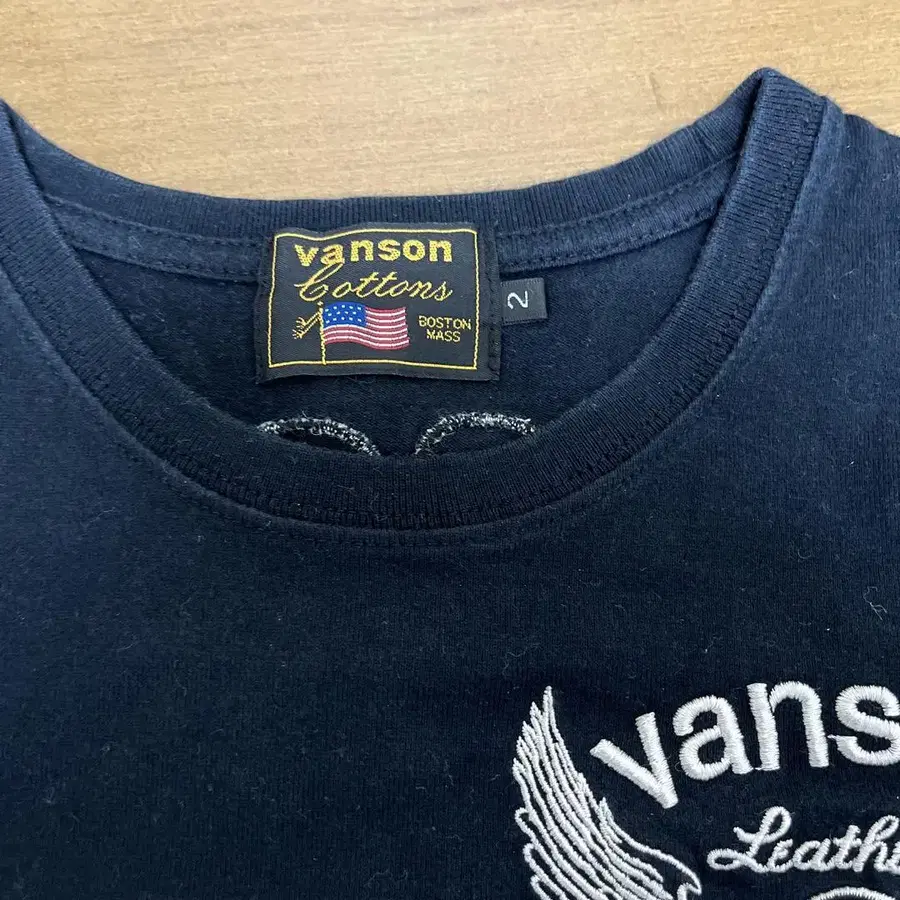 vanson
Cottons
BOSTON
MASS
2
vans
Leath